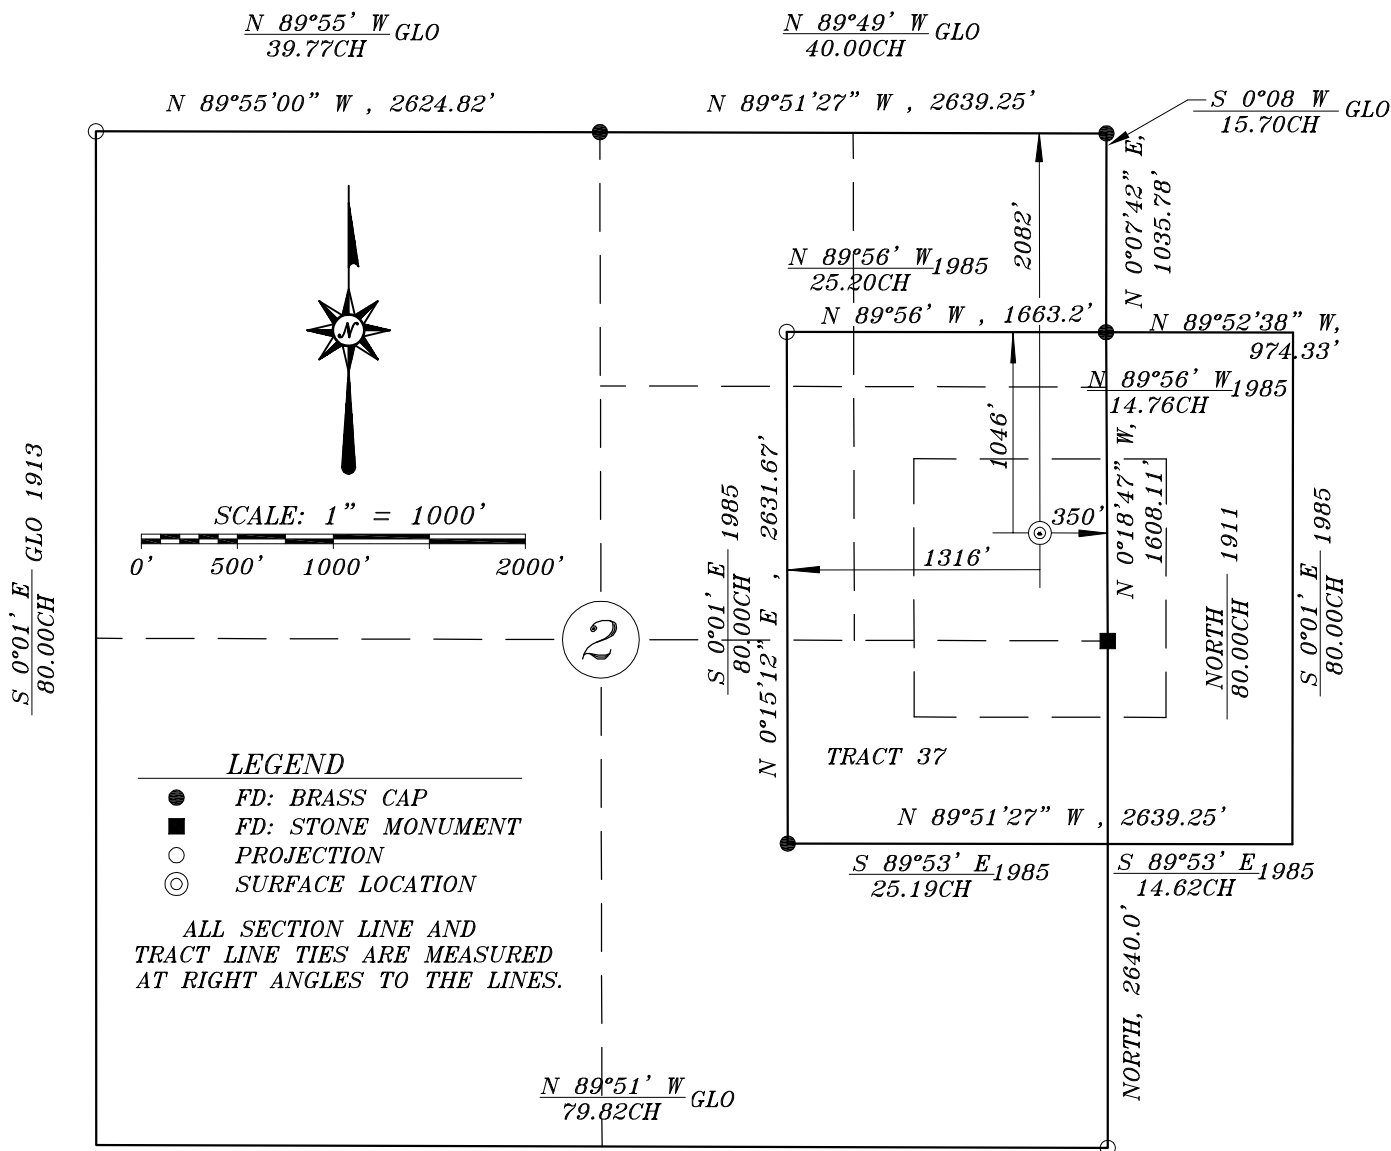 N 89°55' W GLO
39.77CH
N 89°49' W GLO
40.00CH
N 89°55'00" W , 2624.82'
N 89°51'27" W , 2639.25'
S 0°08 W GLO
15.70CH
N 0°07'42" E,
1035.78'
2082'
N 89°56' W 1985
25.20CH
N 89°56' W , 1663.2'
N 89°52'38" W,
974.33'
N 89°56' W 1985
14.76CH
N
1046'
N 0°18'47" W,
1608.11'
350'
1316'
SCALE: 1" = 1000'
0' 500' 1000' 2000'
S 0°01' E GLO 1913
80.00CH
2
S 0°01' E 1985
80.00CH
N 0°15'12" E , 2631.67'
NORTH 1911
80.00CH
S 0°01' E 1985
80.00CH
TRACT 37
LEGEND
FD: BRASS CAP
FD: STONE MONUMENT
PROJECTION
SURFACE LOCATION
N 89°51'27" W , 2639.25'
S 89°53' E 1985
25.19CH
S 89°53' E 1985
14.62CH
ALL SECTION LINE AND
TRACT LINE TIES ARE MEASURED
AT RIGHT ANGLES TO THE LINES.
NORTH, 2640.0'
N 89°51' W GLO
79.82CH